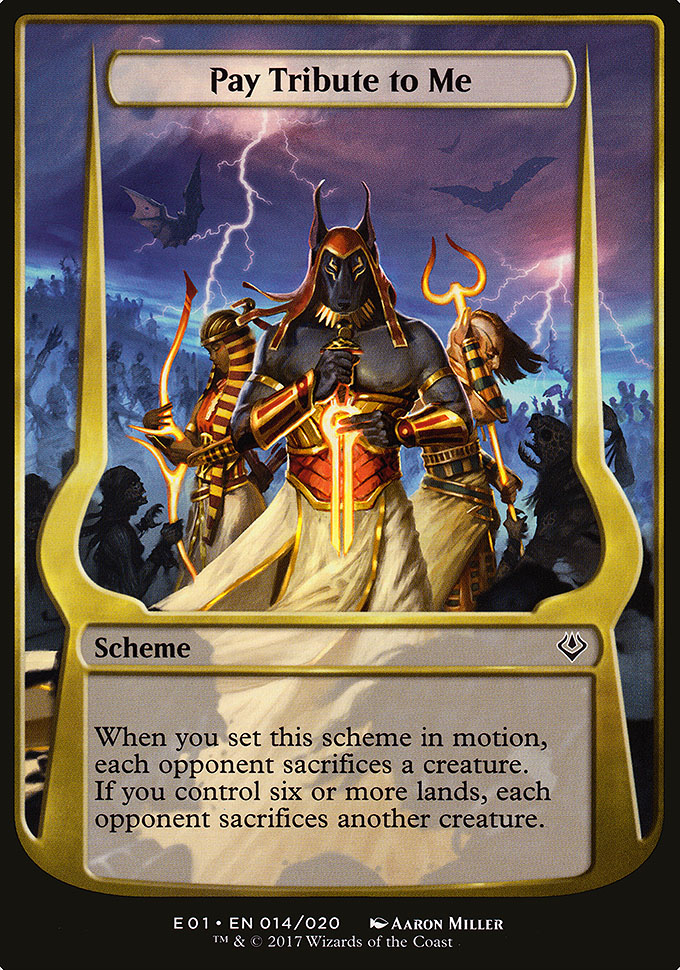 Pay Tribute to Me
Scheme
When you set this scheme in motion,
each opponent sacrifices a creature.
If you control six or more lands, each
opponent sacrifices another creature.
E01 • EN 014/020 Aaron Miller
™ & © 2017 Wizards of the Coast